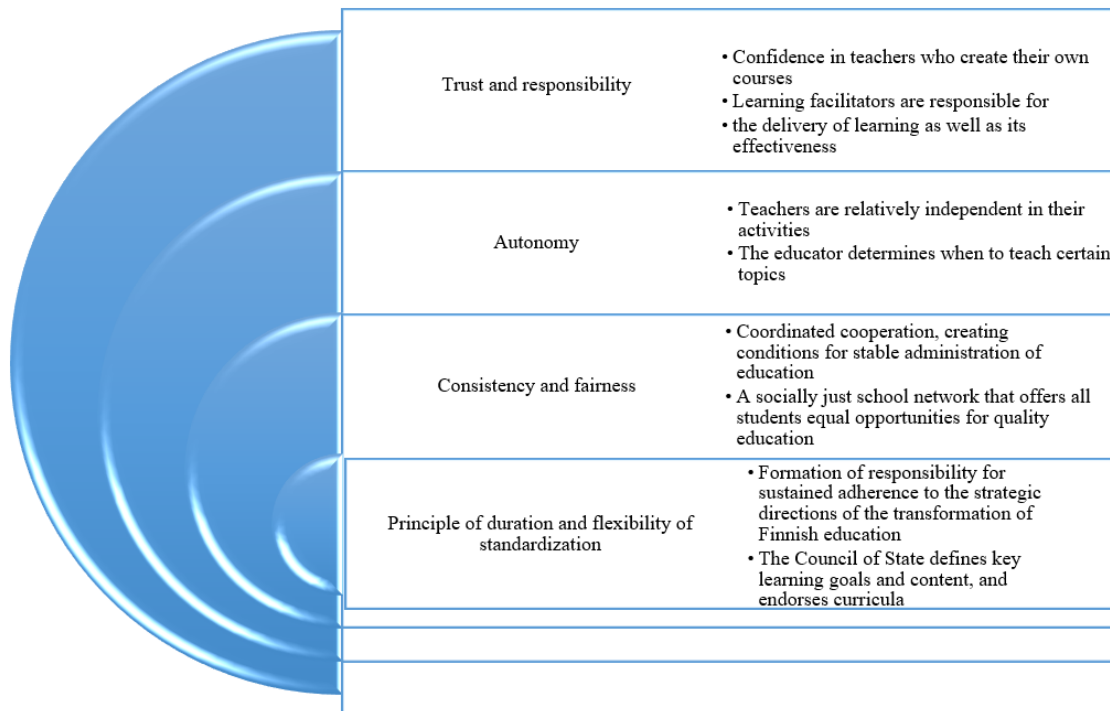 Trust and responsibility
• Confidence in teachers who create their own
courses
• Learning facilitators are responsible for
• the delivery of learning as well as its
effectiveness
Autonomy
• Teachers are relatively independent in their
activities
• The educator determines when to teach certain
topics
Consistency and fairness
• Coordinated cooperation, creating
conditions for stable administration of
education
• A socially just school network that offers all
students equal opportunities for quality
education
Principle of duration and flexibility of
standardization
• Formation of responsibility for
sustained adherence to the strategic
directions of the transformation of
Finnish education
• The Council of State defines key
learning goals and content, and
endorses curricula